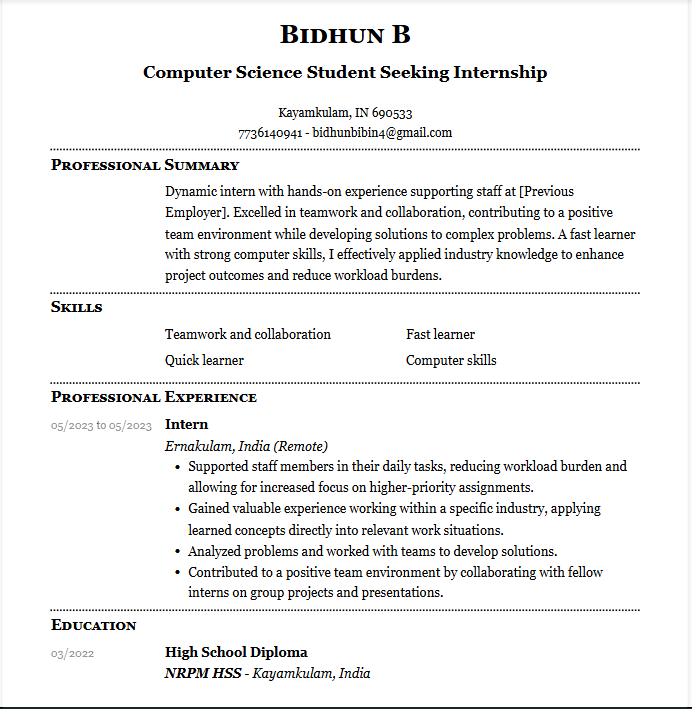 Bidhun B
Computer Science Student Seeking Internship
Kayamkulam, IN 690533
7736140941 - bidhunbibin4@gmail.com
Professional Summary
Dynamic intern with hands-on experience supporting staff at [Previous
Employer]. Excelled in teamwork and collaboration, contributing to a positive
team environment while developing solutions to complex problems. A fast learner
with strong computer skills, I effectively applied industry knowledge to enhance
project outcomes and reduce workload burdens.
Skills
Teamwork and collaboration Fast learner
Quick learner Computer skills
Professional Experience
05/2023 to 05/2023 Intern
Ernakulam, India (Remote)
• Supported staff members in their daily tasks, reducing workload burden and
allowing for increased focus on higher-priority assignments.
• Gained valuable experience working within a specific industry, applying
learned concepts directly into relevant work situations.
• Analyzed problems and worked with teams to develop solutions.
• Contributed to a positive team environment by collaborating with fellow
interns on group projects and presentations.
Education
03/2022 High School Diploma
NRPM HSS - Kayamkulam, India